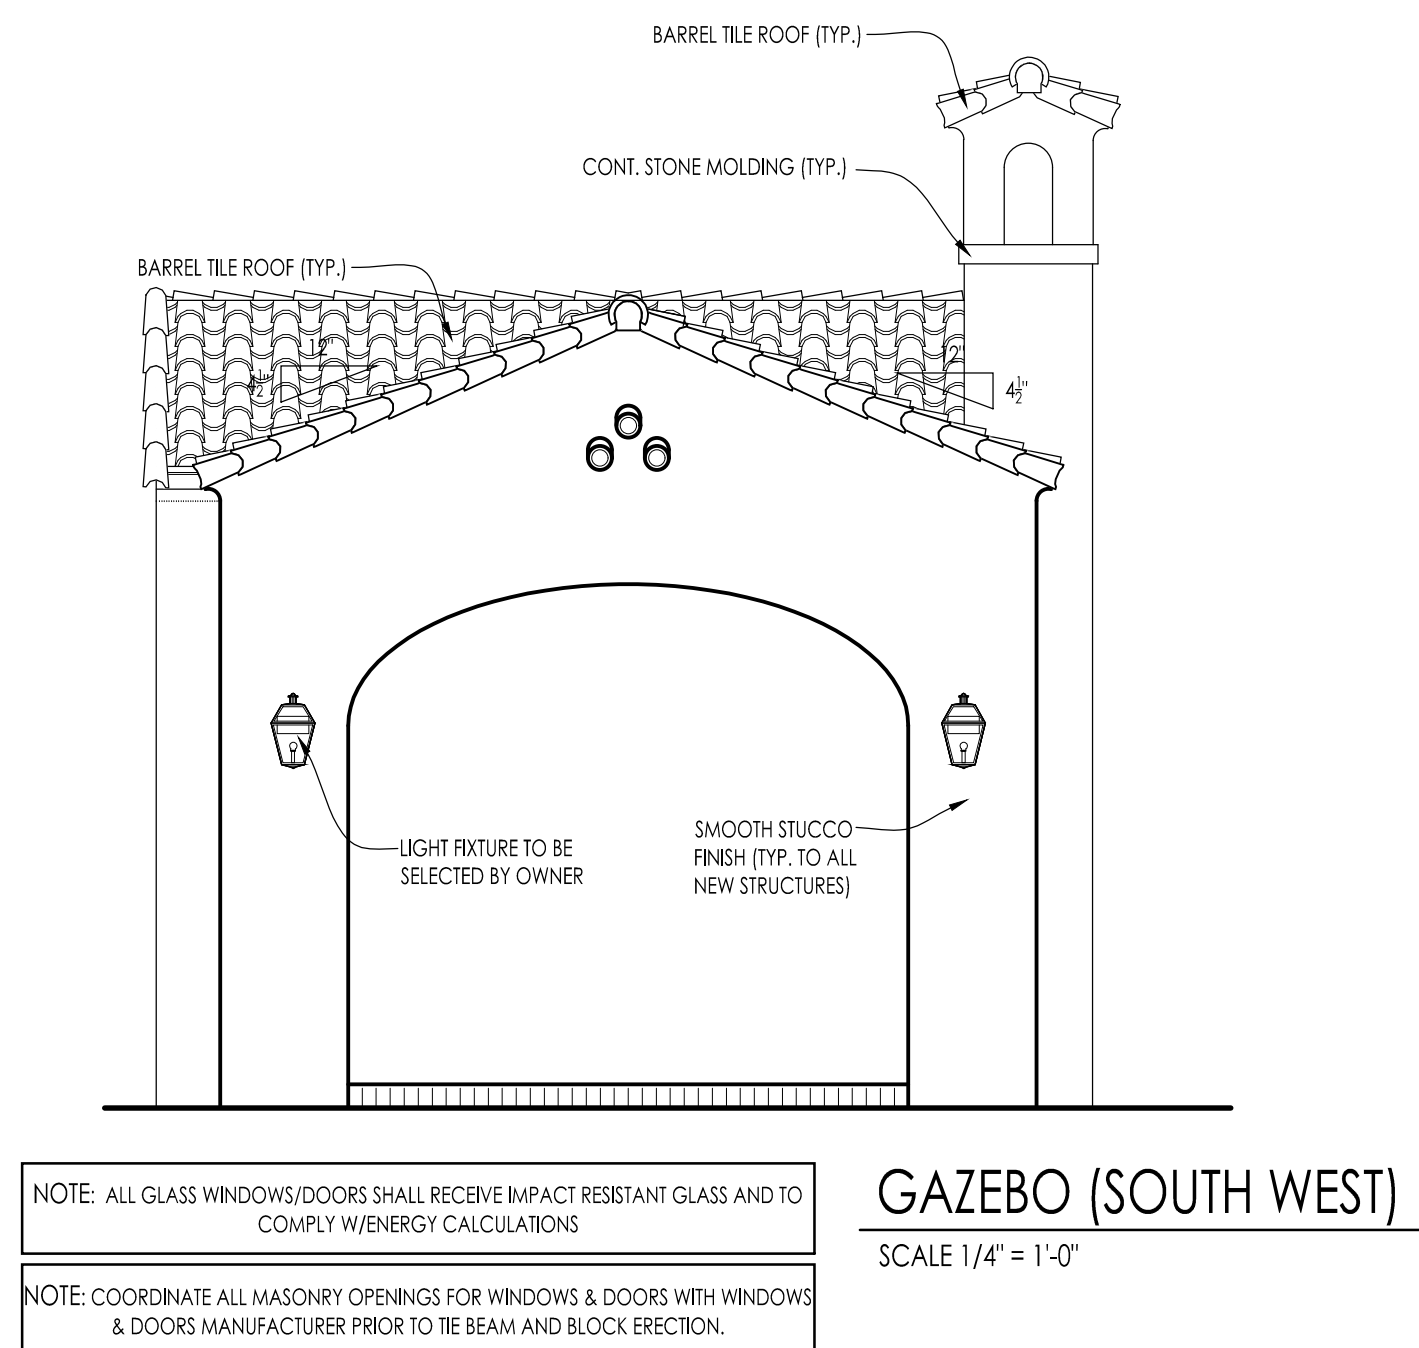 BARREL TILE ROOF (TYP.)
CONT. STONE MOLDING (TYP.)
BARREL TILE ROOF (TYP.)
12"
4½"
12"
4½"
LIGHT FIXTURE TO BE
SELECTED BY OWNER
SMOOTH STUCCO
FINISH (TYP. TO ALL
NEW STRUCTURES)
NOTE: ALL GLASS WINDOWS/DOORS SHALL RECEIVE IMPACT RESISTANT GLASS AND TO
COMPLY W/ENERGY CALCULATIONS
NOTE: COORDINATE ALL MASONRY OPENINGS FOR WINDOWS & DOORS WITH WINDOWS
& DOORS MANUFACTURER PRIOR TO TIE BEAM AND BLOCK ERECTION.
GAZEBO (SOUTH WEST)
SCALE 1/4" = 1'-0"